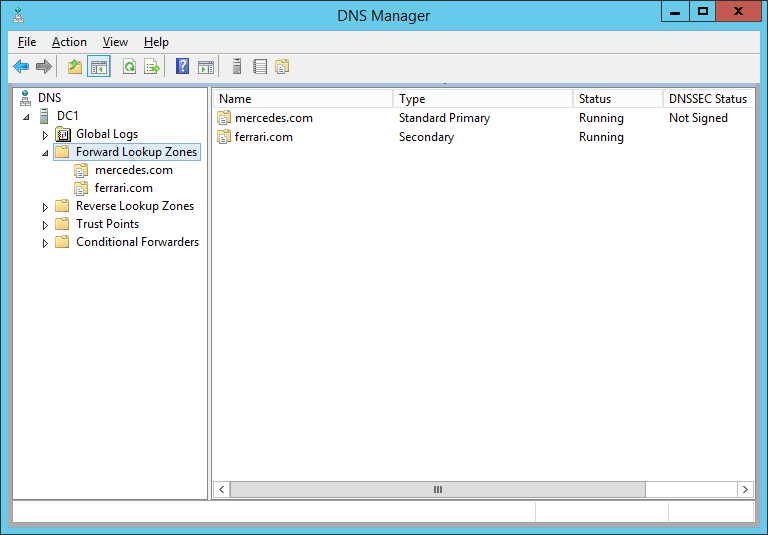 DNS Manager
File Action View Help
DNS
DC1
Global Logs
Forward Lookup Zones
mercedes.com
ferrari.com
Reverse Lookup Zones
Trust Points
Conditional Forwarders
Name Type Status DNSSEC Status
mercedes.com Standard Primary Running Not Signed
ferrari.com Secondary Running